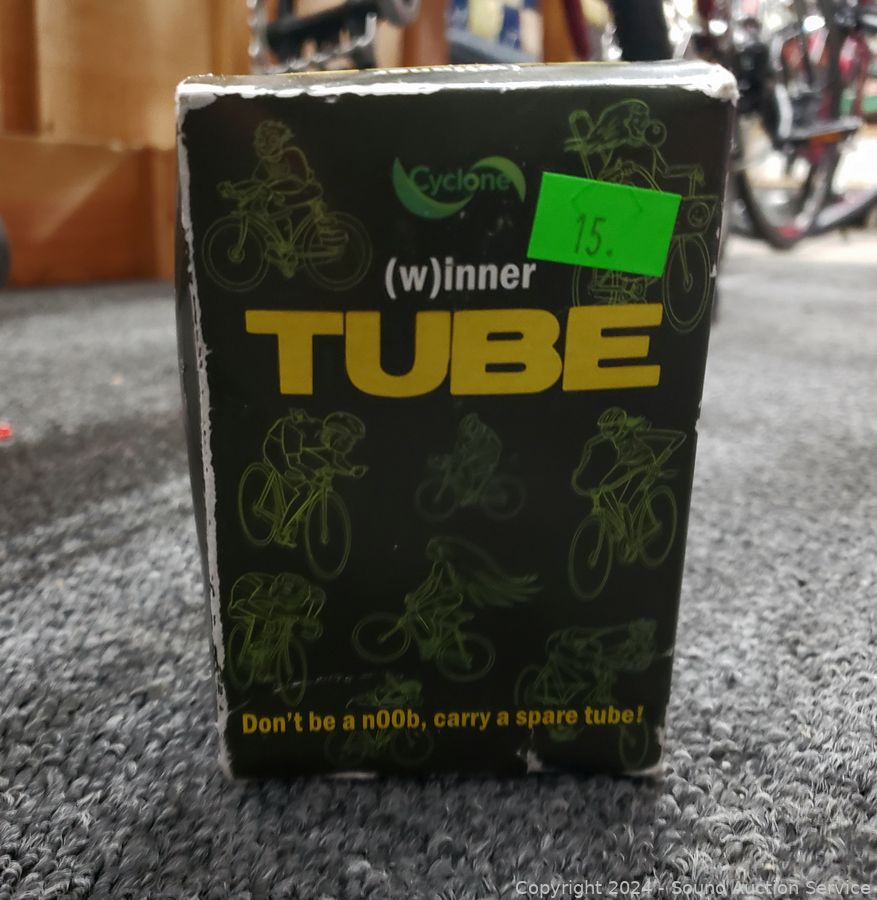 Cyclone
15.
(w)inner
TUBE
Don't be a n00b, carry a spare tube!
Copyright 2024 - Sound Auction Service